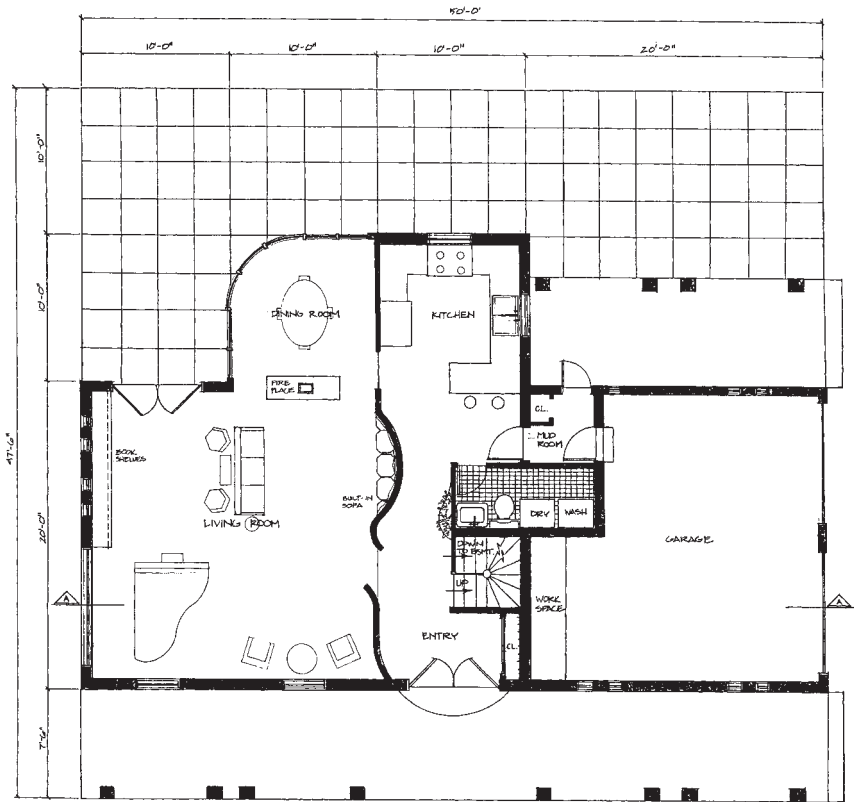 50'-0"
10'-0"
10'-0"
10'-0"
20'-0"
10'-0"
47'-6"
10'-0"
DINING ROOM
KITCHEN
FIRE
PLACE
CL.
MUD
ROOM
BOOK
SHELVES
BUILT-IN
SOFA
LIVING ROOM
DRY
WASH
20'-0"
GARAGE
DOWN
TO BSMT.
UP
WORK
SPACE
A
A
ENTRY
CL.
7'-6"